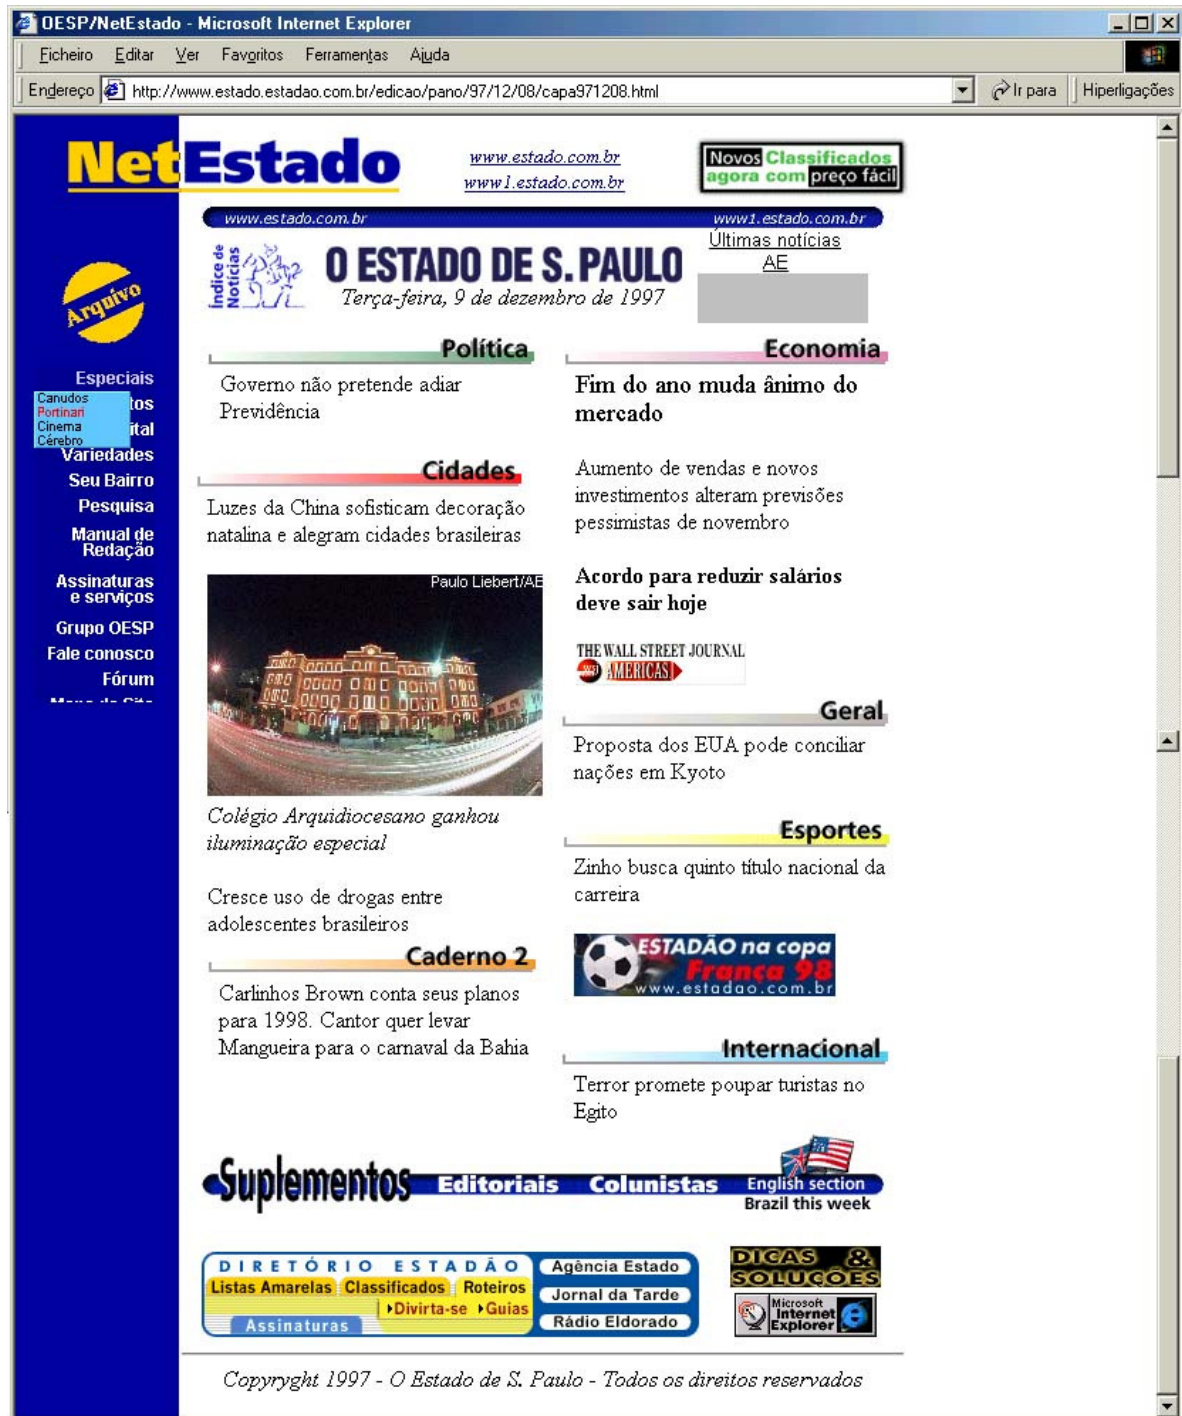 OESP/NetEstado - Microsoft Internet Explorer
Ficheiro Editar Ver Favoritos Ferramentas Ajuda
Endereço http://www.estado.estadao.com.br/edicao/pano/97/12/08/capa971208.html Ir para Hiperligações
NetEstado
www.estado.com.br
www1.estado.com.br
Novos Classificados
agora com preço fácil
www.estado.com.br www1.estado.com.br
Índice de
Notícias
O ESTADO DE S. PAULO
Terça-feira, 9 de dezembro de 1997
Últimas notícias
AE
Arquivo
Especiais
Canudos
Portinari
Cinema
Cérebro
tos
ital
Variedades
Seu Bairro
Pesquisa
Manual de
Redação
Assinaturas
e serviços
Grupo OESP
Fale conosco
Fórum
Política
Governo não pretende adiar
Previdência
Cidades
Luzes da China sofisticam decoração
natalina e alegram cidades brasileiras
Paulo Liebert/AE
Colégio Arquidiocesano ganhou
iluminação especial
Cresce uso de drogas entre
adolescentes brasileiros
Caderno 2
Carlinhos Brown conta seus planos
para 1998. Cantor quer levar
Mangueira para o carnaval da Bahia
Economia
Fim do ano muda ânimo do
mercado
Aumento de vendas e novos
investimentos alteram previsões
pessimistas de novembro
Acordo para reduzir salários
deve sair hoje
THE WALL STREET JOURNAL
WSJ AMERICAS
Geral
Proposta dos EUA pode conciliar
nações em Kyoto
Esportes
Zinho busca quinto título nacional da
carreira
ESTADÃO na copa
França 98
www.estadao.com.br
Internacional
Terror promete poupar turistas no
Egito
Suplementos Editoriais Colunistas English section
Brazil this week
DIRETÓRIO ESTADÃO
Listas Amarelas Classificados Roteiros
Divirta-se Guias
Assinaturas
Agência Estado
Jornal da Tarde
Rádio Eldorado
DICAS &
SOLUÇÕES
Microsoft
Internet
Explorer
Copyryght 1997 - O Estado de S. Paulo - Todos os direitos reservados